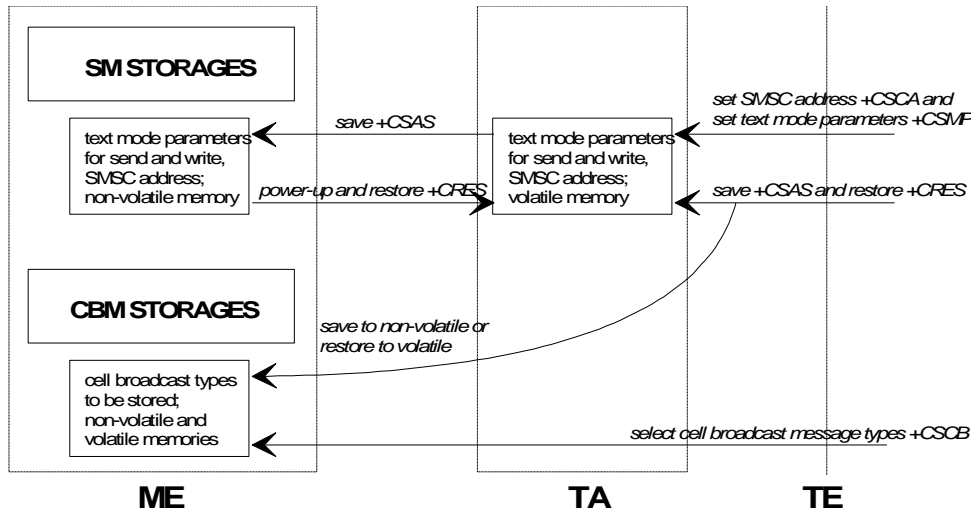 SM STORAGES
set SMSC address +CSCA and
set text mode parameters +CSMP
save +CSAS
text mode parameters
for send and write,
SMSC address;
non-volatile memory
text mode parameters
for send and write,
SMSC address;
volatile memory
power-up and restore +CRES
save +CSAS and restore +CRES
CBM STORAGES
save to non-volatile or
restore to volatile
cell broadcast types
to be stored;
non-volatile and
volatile memories
select cell broadcast message types +CSCB
ME
TA
TE